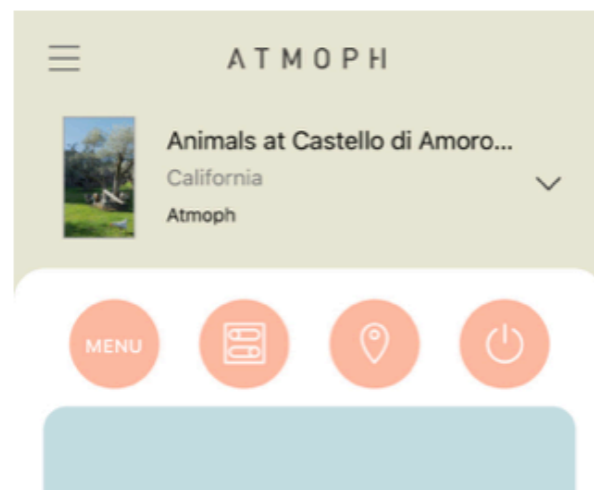 ATMOPH
Animals at Castello di Amoro...
California
Atmoph
MENU